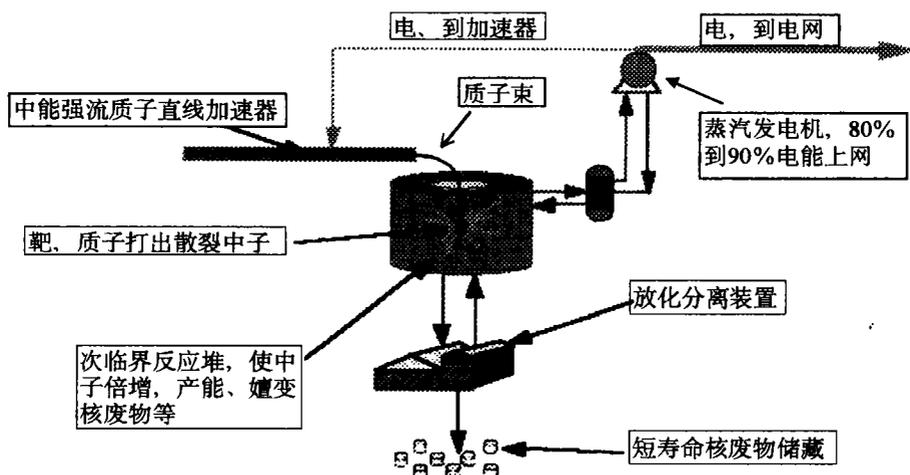 电、到加速器
电，到电网
中能强流质子直线加速器
质子束
蒸汽发电机，80%
到90%电能上网
靶、质子打出散裂中子
放化分离装置
次临界反应堆，使中
子倍增，产能、嬗变
核废物等
短寿命核废物储藏